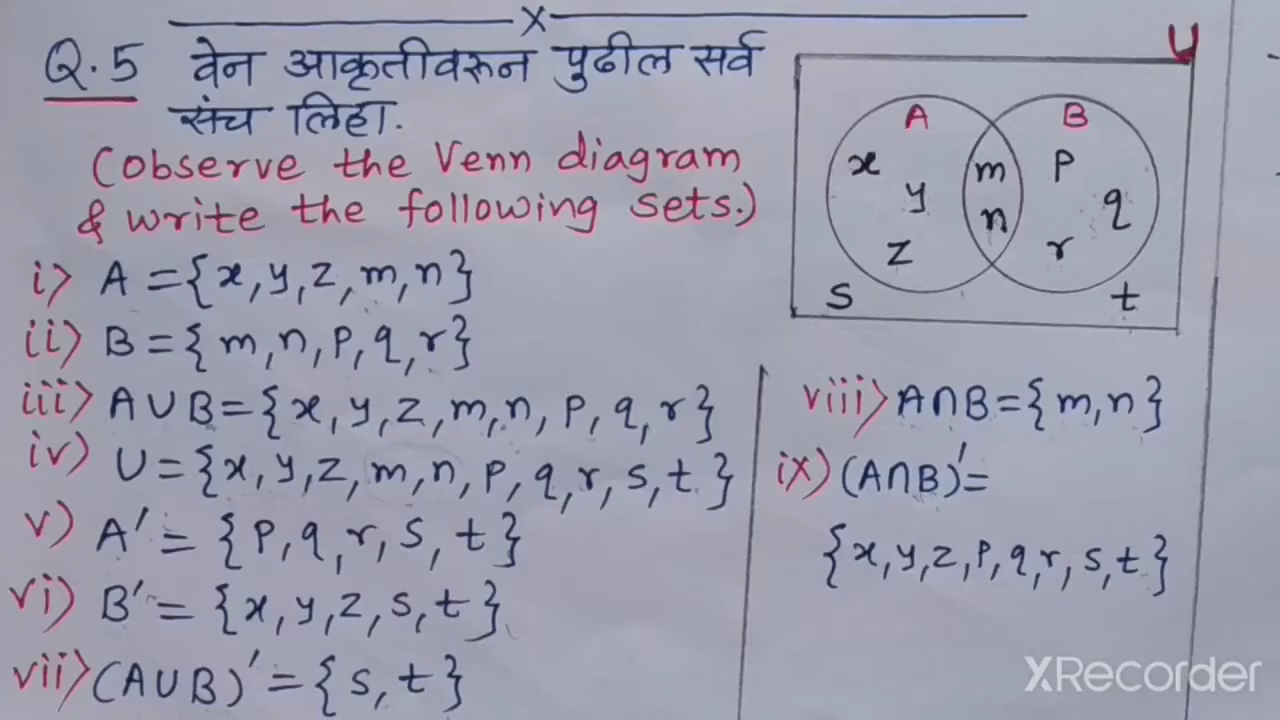 X
Q.5 वेन आकृतीवरून पुढील सर्व
संच लिहा.
(observe the Venn diagram
& write the following sets.)
i) A = {x, y, z, m, n}
ii) B = {m, n, p, q, r}
iii) A∪B = {x, y, z, m, n, p, q, r}
iv) U = {x, y, z, m, n, p, q, r, s, t}
v) A′ = {p, q, r, s, t}
vi) B′ = {x, y, z, s, t}
vii) (A∪B)′ = {s, t}
U
A B
x m p
y n q
z r
s t
viii) A∩B = {m, n}
ix) (A∩B)′ =
{x, y, z, p, q, r, s, t}
XRecorder